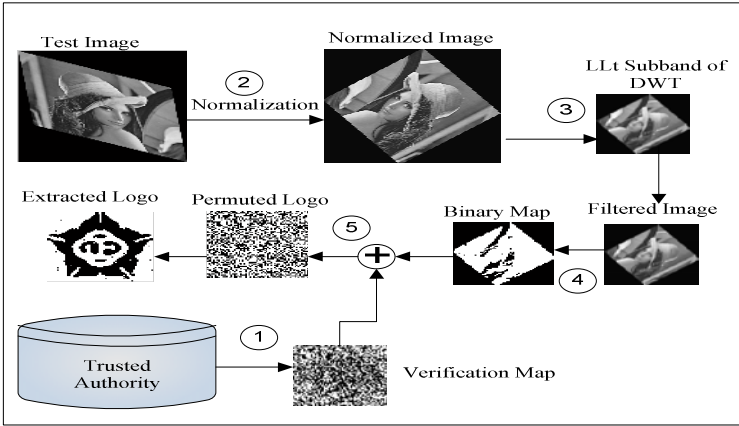 Test Image
Normalized Image
2
Normalization
LLt Subband of
DWT
3
Extracted Logo
Permuted Logo
5
Binary Map
Filtered Image
+
4
1
Trusted
Authority
Verification Map